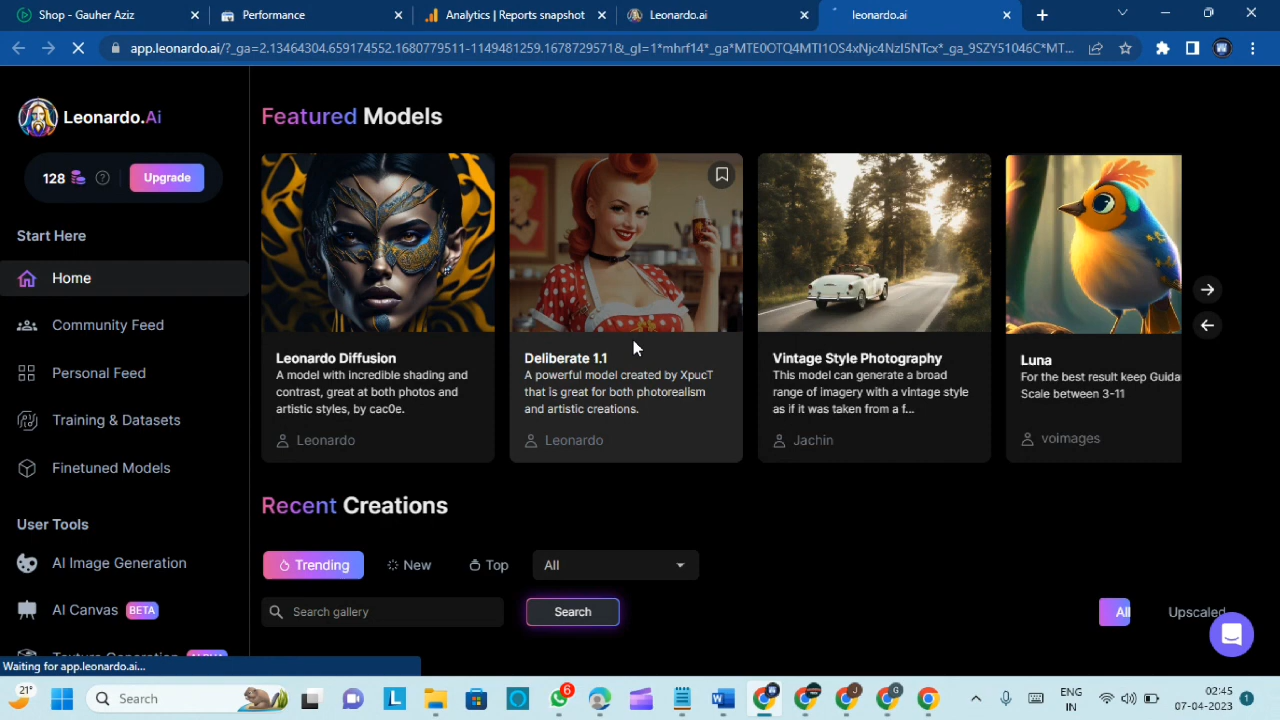 Shop - Gauher Aziz
Performance
Analytics | Reports snapshot
Leonardo.ai
leonardo.ai
app.leonardo.ai/?_ga=2.13464304.659174552.1680779511-1149481259.1678729571&_gl=1*mhrf14*_ga*MTE0OTQ4MTI1OS4xNjc4NzI5NTcx*_ga_9SZY51046C*MT...
Leonardo.Ai
128
Upgrade
Start Here
Home
Community Feed
Personal Feed
Training & Datasets
Finetuned Models
User Tools
AI Image Generation
AI Canvas BETA
Texture Generation ALPHA
Featured Models
Leonardo Diffusion
A model with incredible shading and
contrast, great at both photos and
artistic styles, by cac0e.
Leonardo
Deliberate 1.1
A powerful model created by XpucT
that is great for both photorealism
and artistic creations.
Leonardo
Vintage Style Photography
This model can generate a broad
range of imagery with a vintage style
as if it was taken from a f...
Jachin
Luna
For the best result keep Guida
Scale between 3-11
voimages
Recent Creations
Trending
New
Top
All
Search gallery
Search
All
Upscaled
Waiting for app.leonardo.ai...
21°
Search
6
ENG
IN
02:45
07-04-2023
1